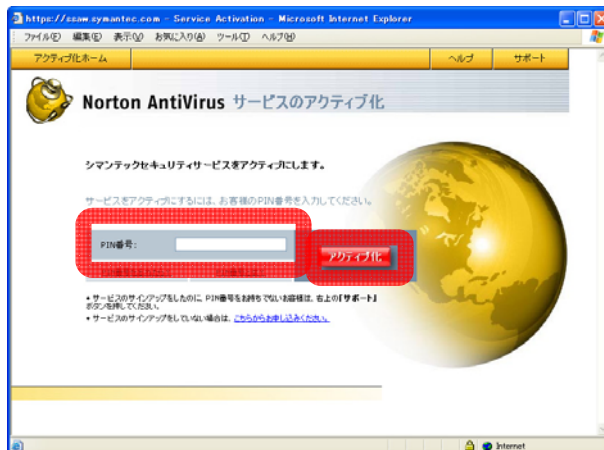 https://ssaw.symantec.com - Service Activation - Microsoft Internet Explorer
ファイル(F) 編集(E) 表示(V) お気に入り(A) ツール(T) ヘルプ(H)
アクティブ化ホーム ヘルプ サポート
Norton AntiVirus サービスのアクティブ化
シマンテックセキュリティサービスをアクティブにします。
サービスをアクティブにするには、お客様のPIN番号を入力してください。
PIN番号:
アクティブ化
• サービスのサインアップをしたのに、PIN番号をお持ちでないお客様は、右上の「サポート」
ボタンを押してください。
• サービスのサインアップをしていない場合は、こちらからお申し込みください。
Internet